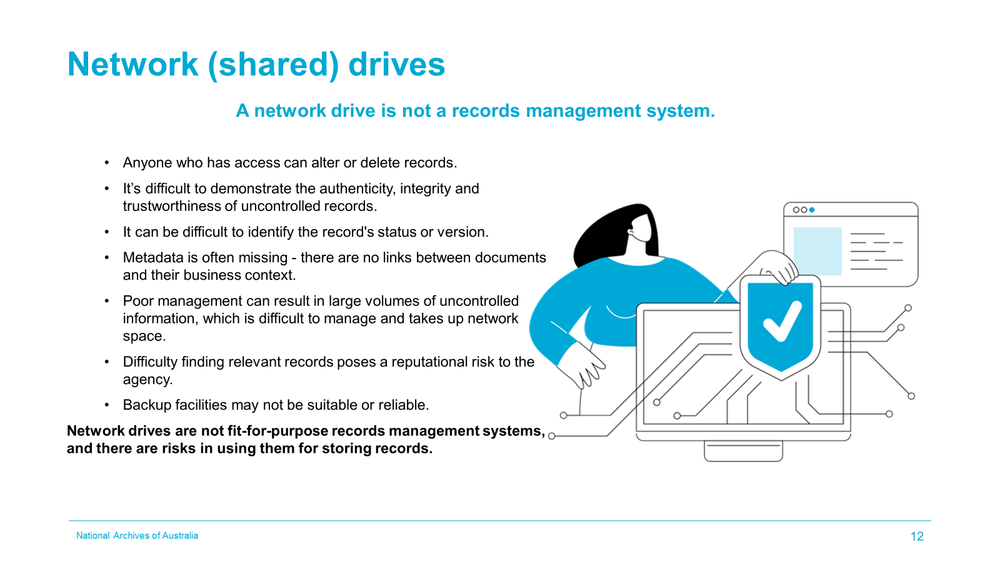 Network (shared) drives
A network drive is not a records management system.
• Anyone who has access can alter or delete records.
• It’s difficult to demonstrate the authenticity, integrity and
trustworthiness of uncontrolled records.
• It can be difficult to identify the record's status or version.
• Metadata is often missing - there are no links between documents
and their business context.
• Poor management can result in large volumes of uncontrolled
information, which is difficult to manage and takes up network
space.
• Difficulty finding relevant records poses a reputational risk to the
agency.
• Backup facilities may not be suitable or reliable.
Network drives are not fit-for-purpose records management systems,
and there are risks in using them for storing records.
National Archives of Australia
12